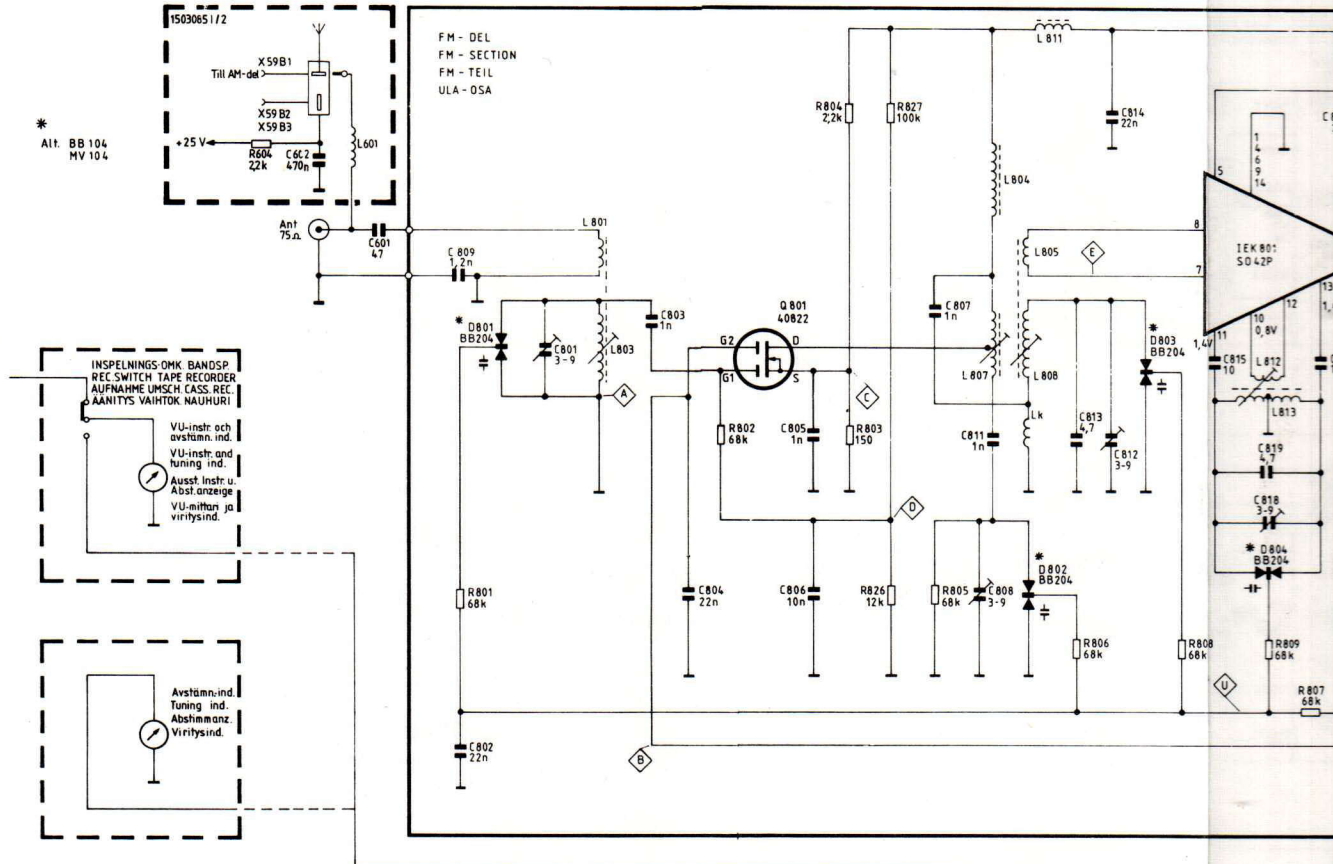 1503085 1/2
X59B1
Till AM-del
X59B2
X59B3
+25 V
R604
2,2k
C602
470n
L601
*
Alt. BB 104
MV 104
FM - DEL
FM - SECTION
FM - TEIL
ULA - OSA
Ant
75Ω
C601
47
C809
1,2n
L801
* D801
BB204
C801
3-9
L803
C803
1n
A
R804
2,2k
R827
100k
L811
C814
22n
L804
L805
E
Q801
40822
G2
D
G1
S
C
C807
1n
L807
L808
Lk
C811
1n
C813
4,7
C812
3-9
*
D803
BB204
R802
68k
C805
1n
R803
150
D
R801
68k
C804
22n
C806
10n
R826
12k
R805
68k
C808
3-9
*
D802
BB204
R806
68k
R808
68k
R809
68k
R807
68k
U
C802
22n
B
5
1
4
6
9
14
8
7
IEK801
SO 42P
13
12
10
0,8V
11
1,4V
C815
10
L812
L813
C819
4,7
C818
3-9
* D804
BB204
INSPELNINGS-OMK. BANDSP.
REC.SWITCH TAPE RECORDER
AUFNAHME UMSCH. CASS. REC.
ÄÄNITYS VAIHTOK NAUHURI
VU-instr. och
avstämn. ind.
VU-instr. and
tuning ind.
Ausst. Instr. u.
Abst.anzeige
VU-mittari ja
viritysind.
Avstämn.-ind.
Tuning ind.
Abstimmanz.
Viritysind.